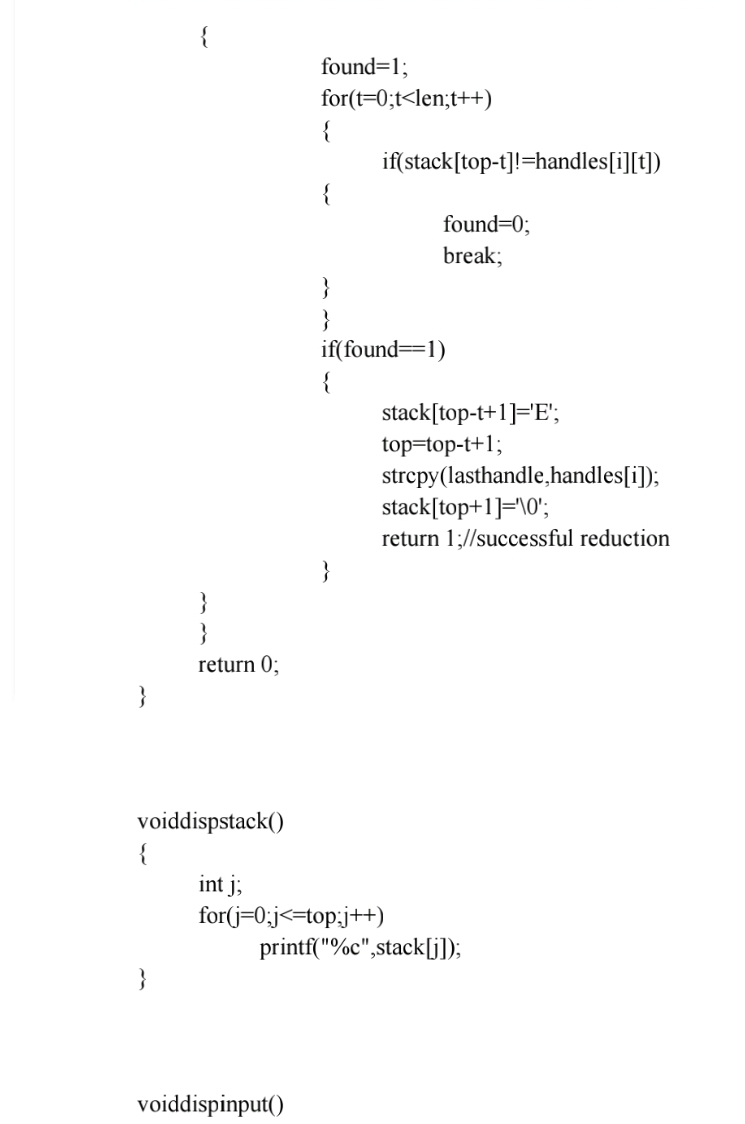 {
found=1;
for(t=0;t<len;t++)
{
if(stack[top-t]!=handles[i][t])
{
found=0;
break;
}
}
if(found==1)
{
stack[top-t+1]='E';
top=top-t+1;
strcpy(lasthandle,handles[i]);
stack[top+1]='\0';
return 1;//successful reduction
}
}
}
return 0;
}
voiddispstack()
{
int j;
for(j=0;j<=top;j++)
printf("%c",stack[j]);
}
voiddispinput()